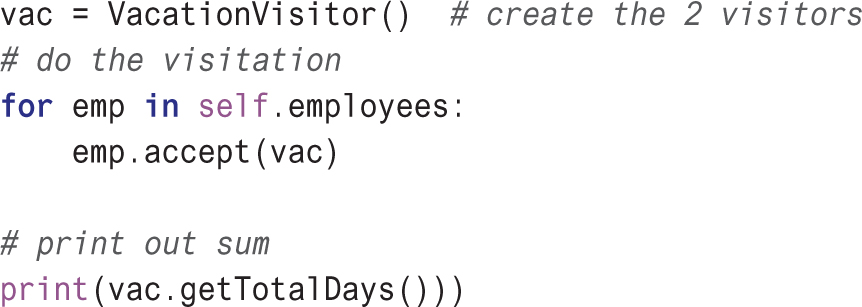 vac = VacationVisitor()  # create the 2 visitors
# do the visitation
for emp in self.employees:
    emp.accept(vac)

# print out sum
print(vac.getTotalDays()))